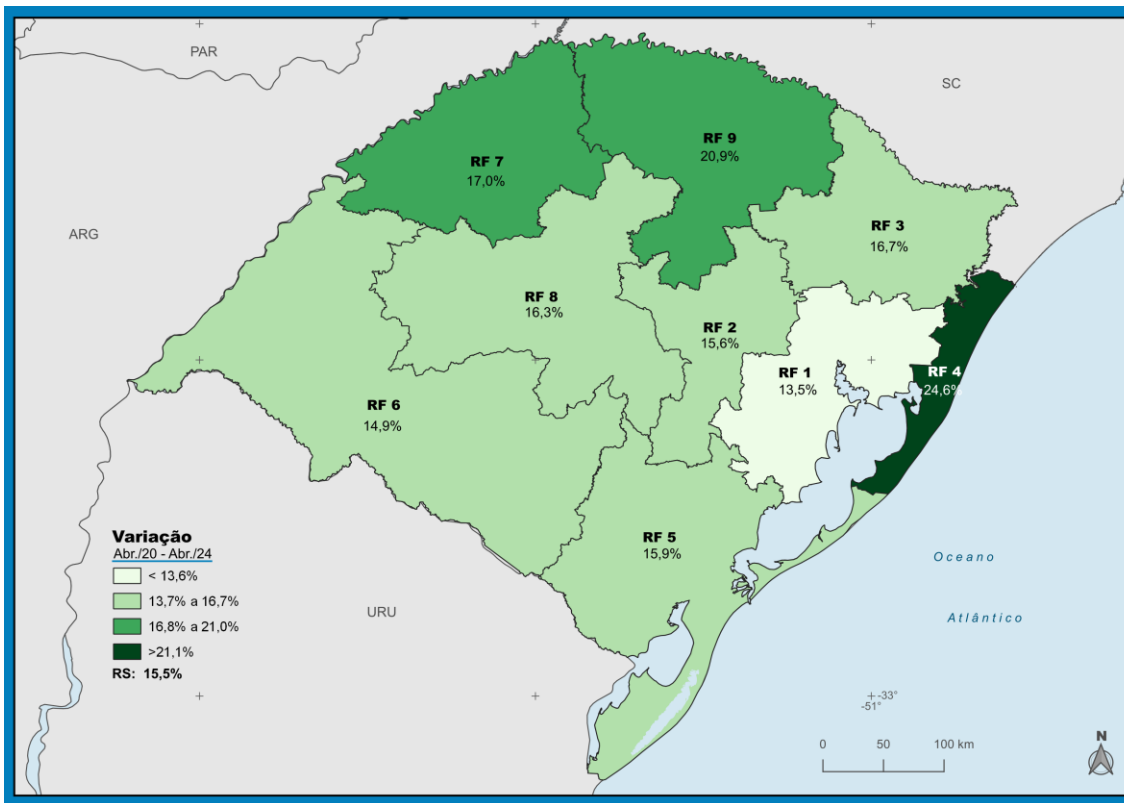 PAR
SC
RF 9
20,9%
RF 7
17,0%
ARG
RF 3
16,7%
RF 8
16,3%
RF 2
15,6%
RF 1
13,5%
RF 4
24,6%
RF 6
14,9%
RF 5
15,9%
Variação
Abr./20 - Abr./24
< 13,6%
13,7% a 16,7%
16,8% a 21,0%
>21,1%
RS: 15,5%
URU
Oceano
Atlântico
-33°
-51°
0 50 100 km
N